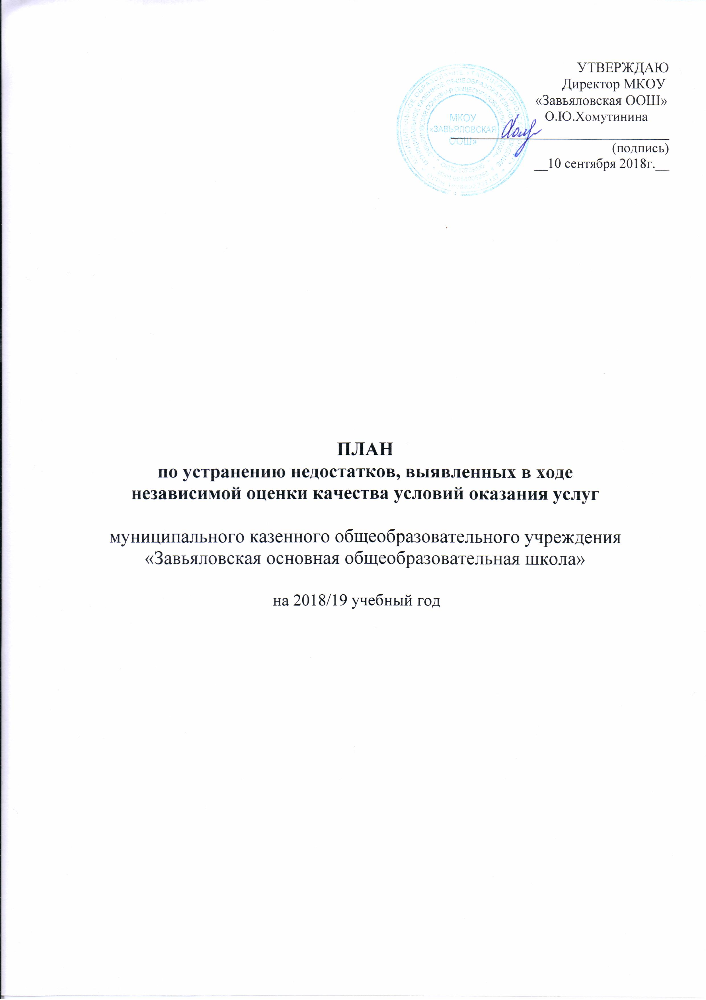 УТВЕРЖДАЮ
Директор МКОУ
«Завьяловская ООШ»
О.Ю.Хомутинина
МКОУ
«ЗАВЬЯЛОВСКАЯ
ООШ»
(подпись)
__10 сентября 2018г.__
ПЛАН
по устранению недостатков, выявленных в ходе
независимой оценки качества условий оказания услуг
муниципального казенного общеобразовательного учреждения
«Завьяловская основная общеобразовательная школа»
на 2018/19 учебный год